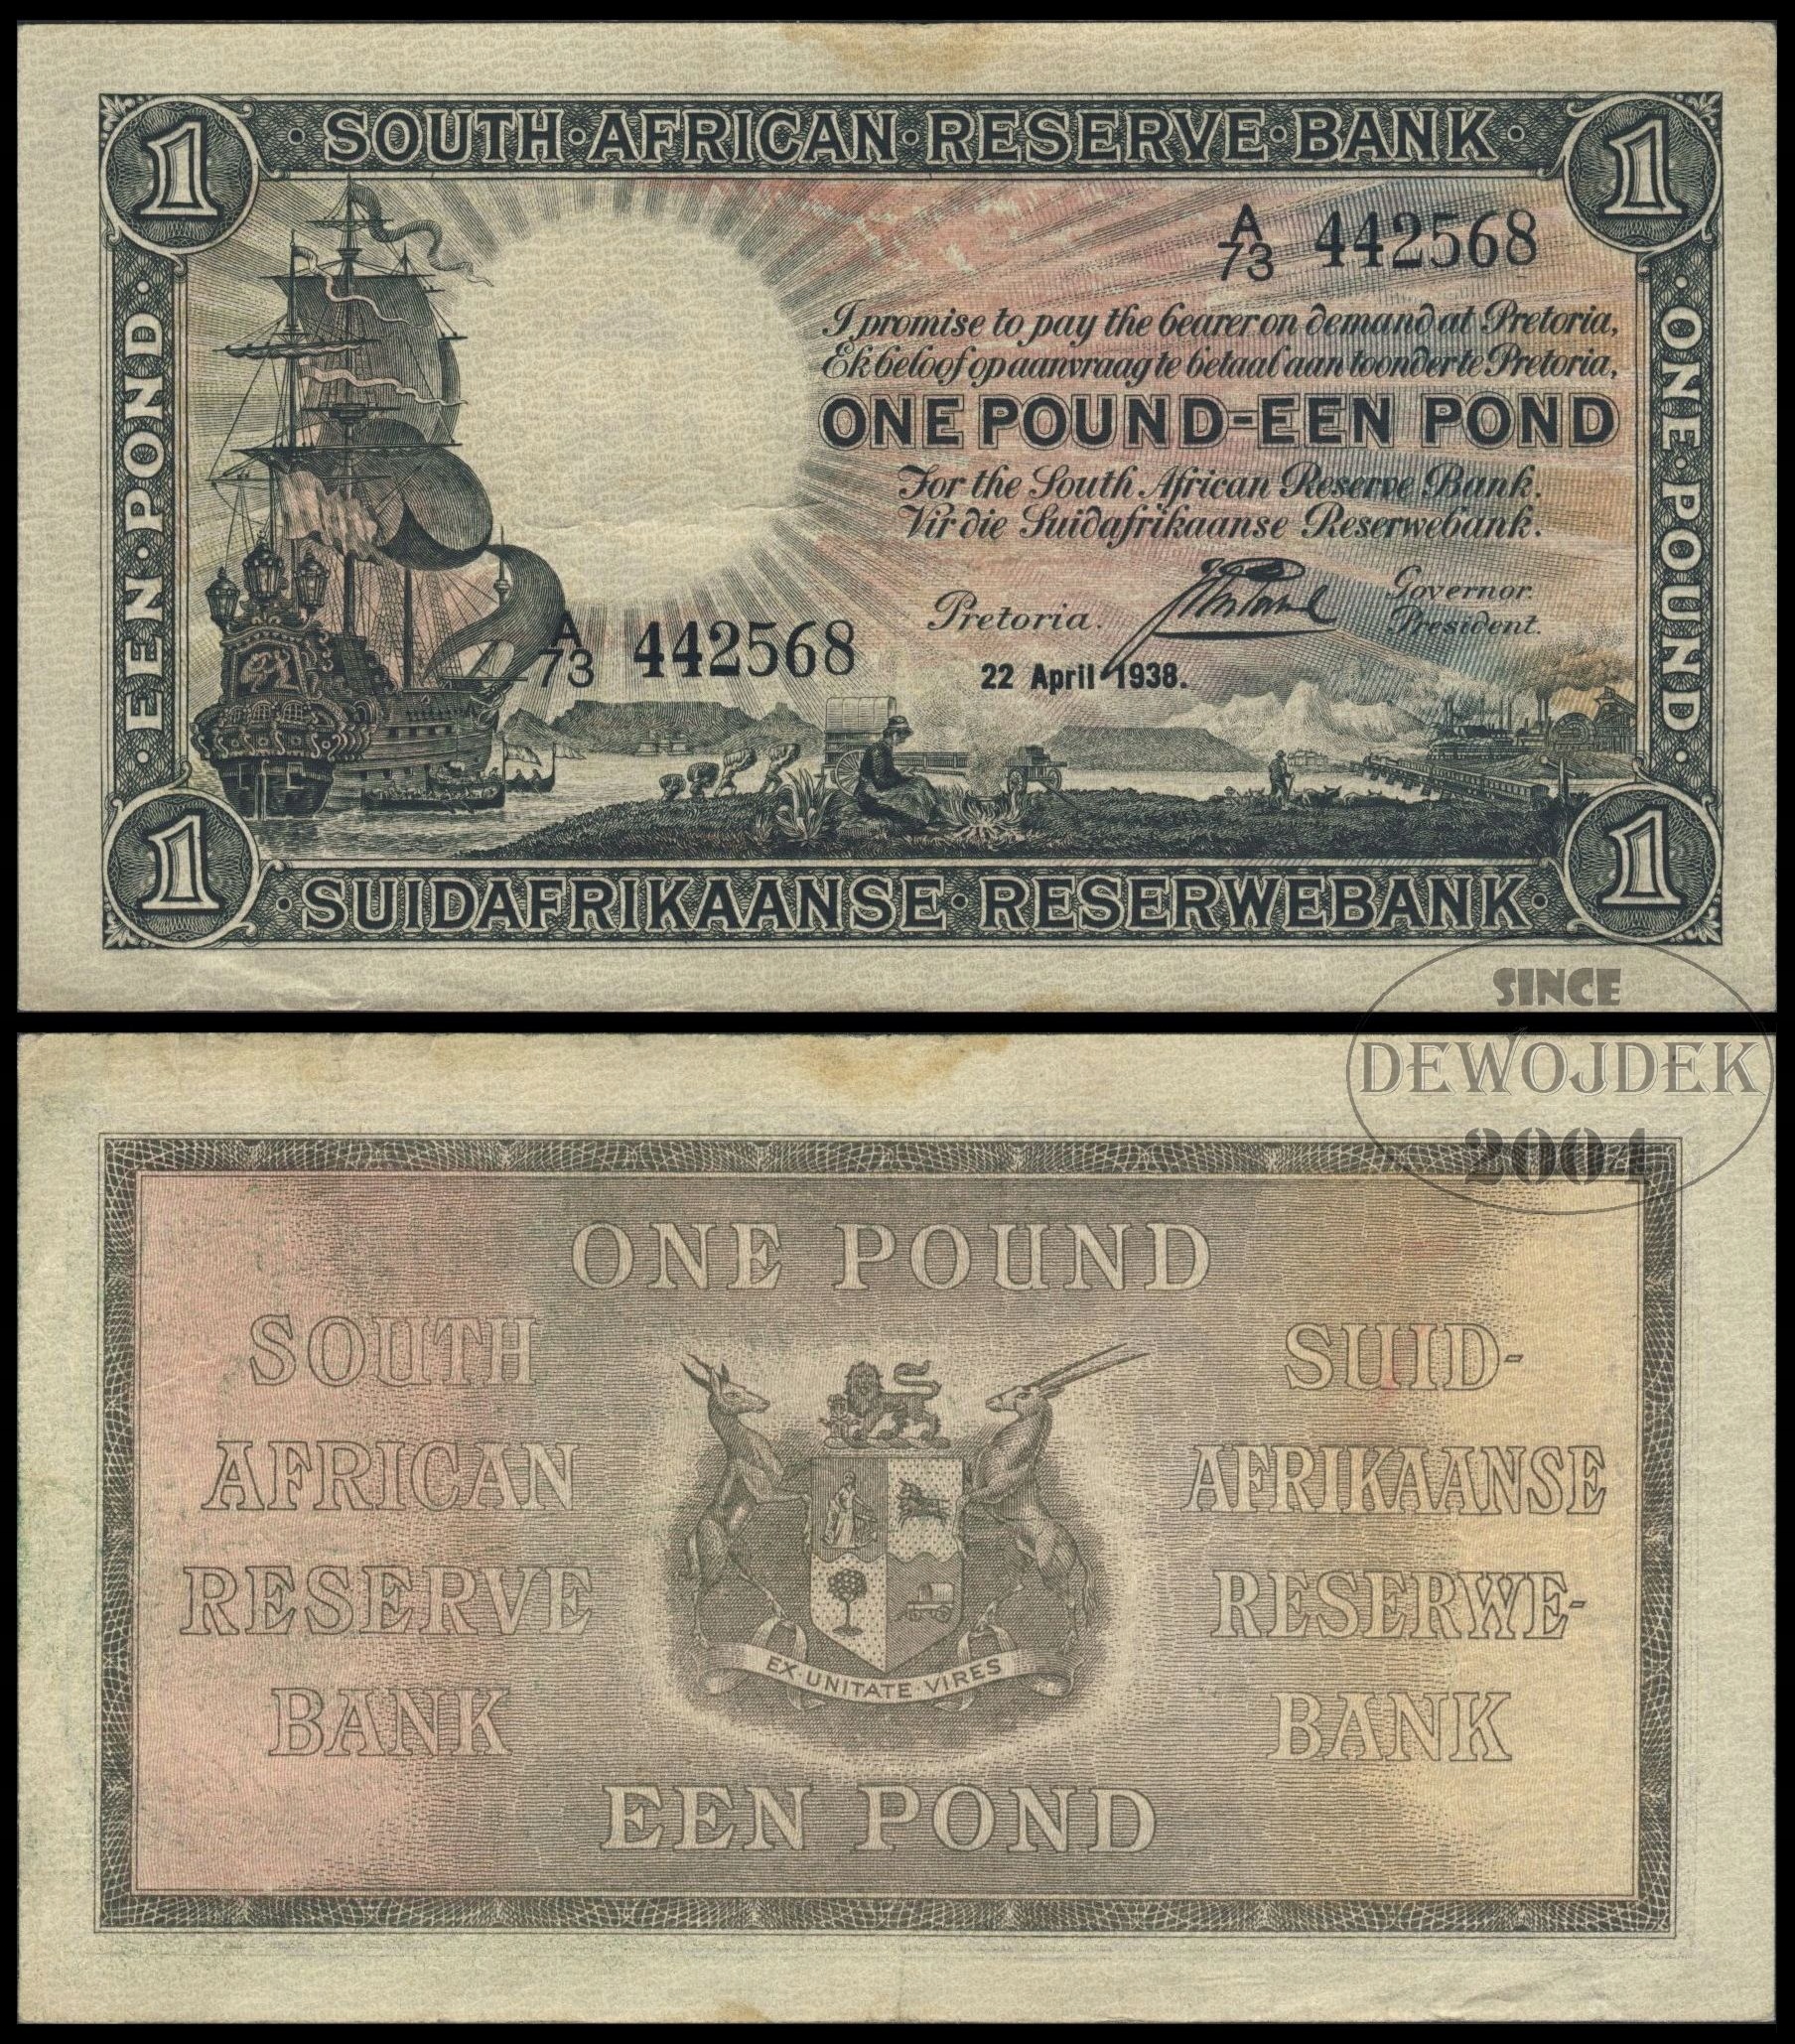 1 · SOUTH · AFRICAN · RESERVE · BANK · 1
· EEN · POND ·
· ONE · POUND ·
A/73 442568
I promise to pay the bearer on demand at Pretoria,
Ek beloof op aanvraag te betaal aan toonder te Pretoria,
ONE POUND-EEN POND
For the South African Reserve Bank.
Vir die Suidafrikaanse Reserwebank.
Pretoria.
Governor.
President.
A/73 442568
22 April 1938.
1 · SUIDAFRIKAANSE · RESERWEBANK · 1
SINCE
DEWOJDEK
2004
ONE POUND
SOUTH
AFRICAN
RESERVE
BANK
SUID-
AFRIKAANSE
RESERWE-
BANK
EX·UNITATE·VIRES
EEN POND